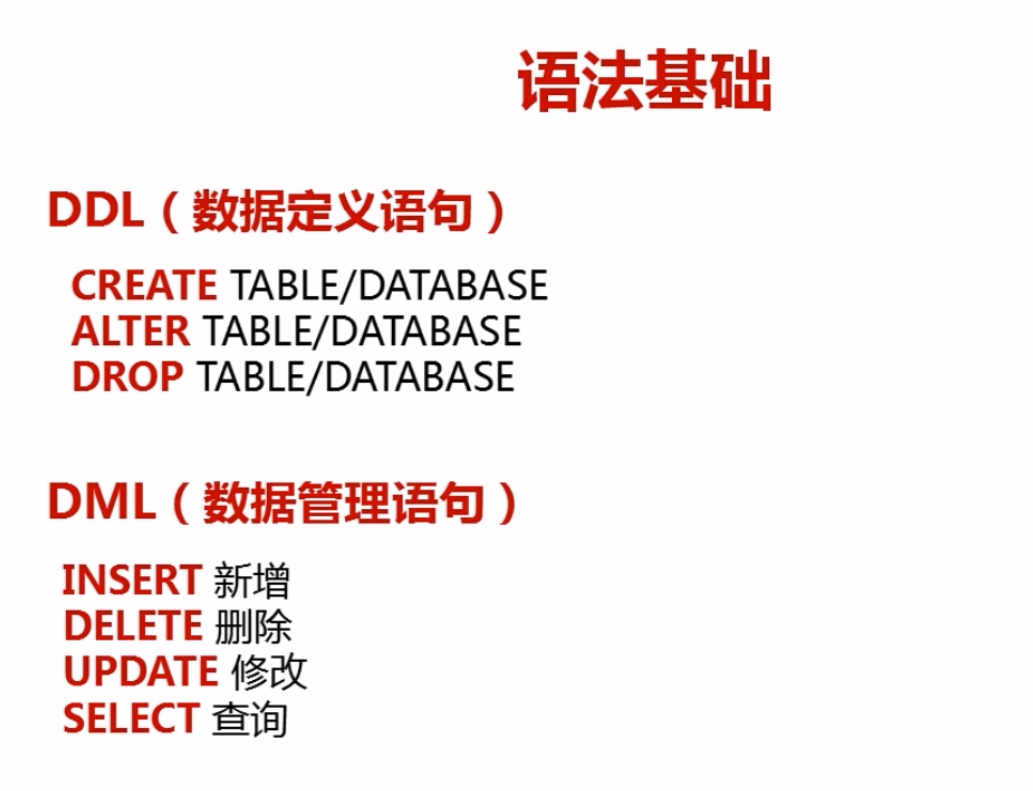 语法基础
DDL（数据定义语句）
CREATE TABLE/DATABASE
ALTER TABLE/DATABASE
DROP TABLE/DATABASE
DML（数据管理语句）
INSERT 新增
DELETE 删除
UPDATE 修改
SELECT 查询